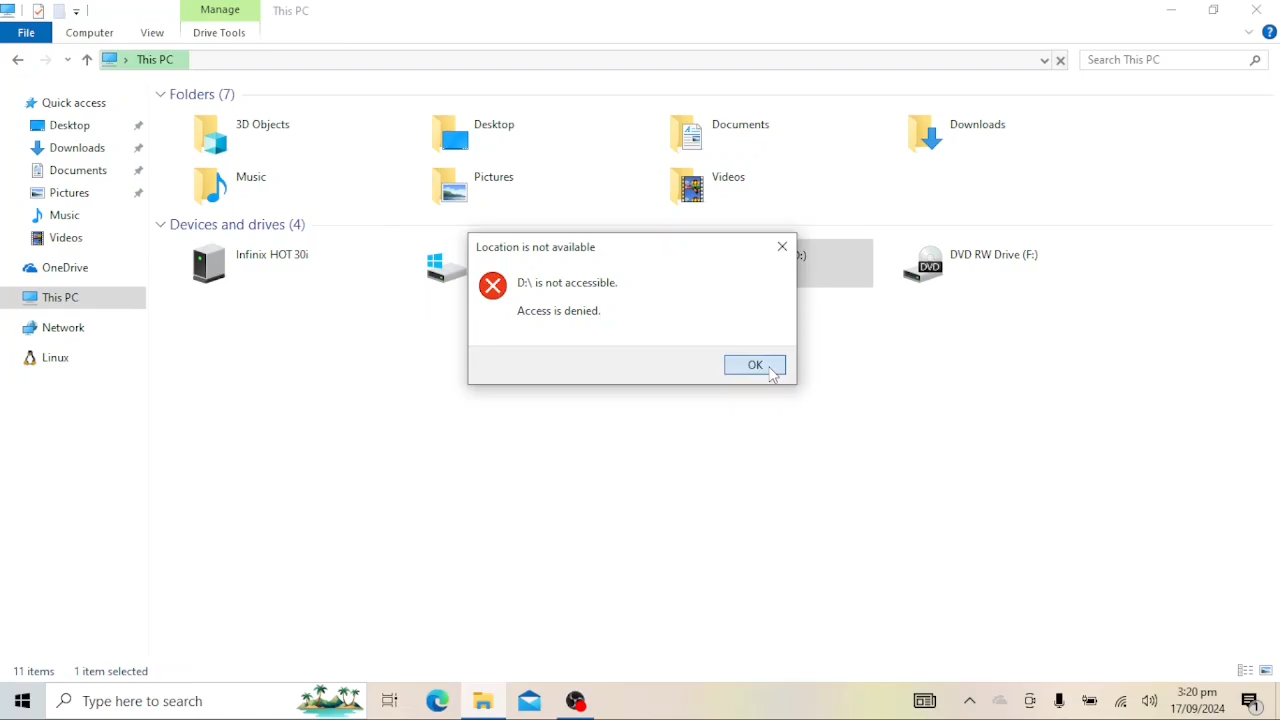 Manage
This PC
File
Computer
View
Drive Tools
This PC
Search This PC
Quick access
Desktop
Downloads
Documents
Pictures
Music
Videos
OneDrive
This PC
Network
Linux
Folders (7)
3D Objects
Desktop
Documents
Downloads
Music
Pictures
Videos
Devices and drives (4)
Infinix HOT 30i
DVD
DVD RW Drive (F:)
Location is not available
D:\ is not accessible.
Access is denied.
OK
11 items
1 item selected
Type here to search
3:20 pm
17/09/2024
1